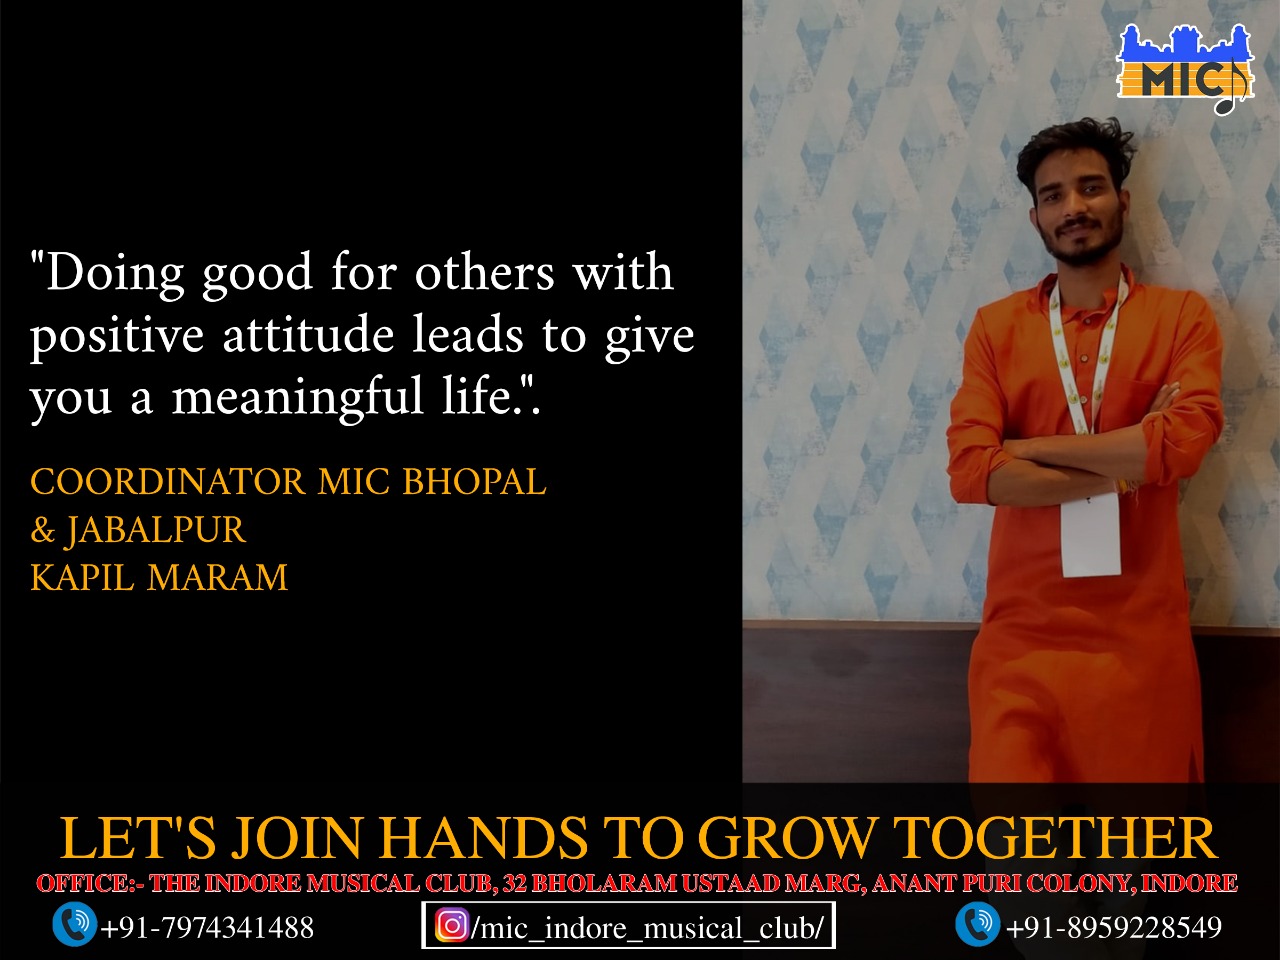 MIC
"Doing good for others with
positive attitude leads to give
you a meaningful life.".
COORDINATOR MIC BHOPAL
& JABALPUR
KAPIL MARAM
LET'S JOIN HANDS TO GROW TOGETHER
OFFICE:- THE INDORE MUSICAL CLUB, 32 BHOLARAM USTAAD MARG, ANANT PURI COLONY, INDORE
+91-7974341488
/mic_indore_musical_club/
+91-8959228549